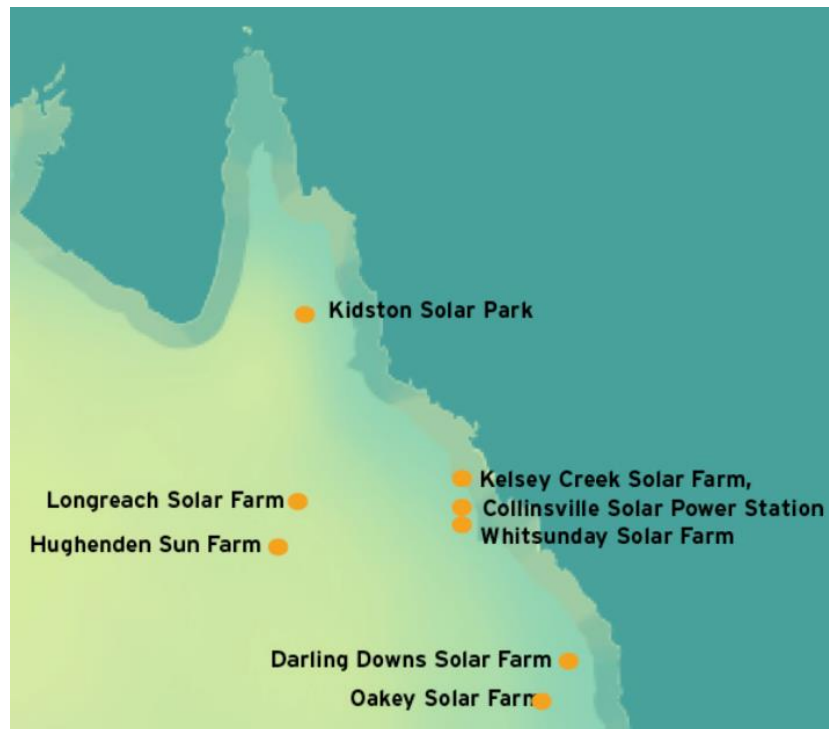 Kidston Solar Park
Kelsey Creek Solar Farm,
Longreach Solar Farm
Collinsville Solar Power Station
Whitsunday Solar Farm
Hughenden Sun Farm
Darling Downs Solar Farm
Oakey Solar Farm